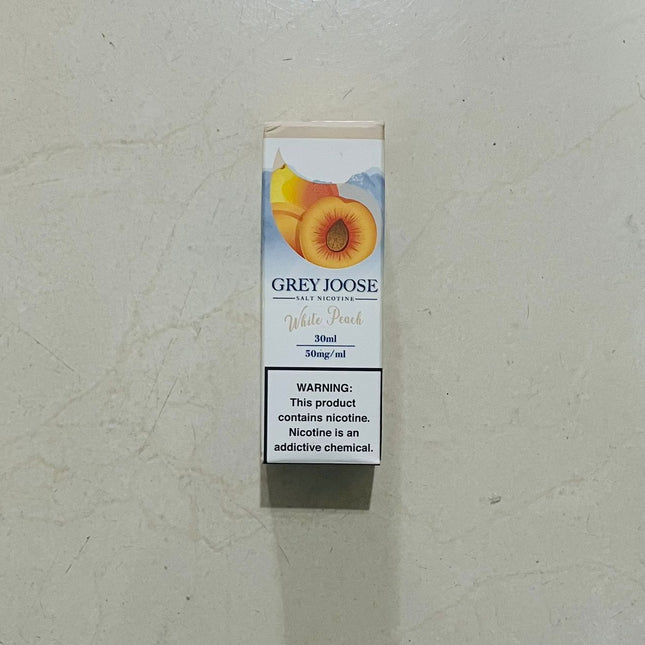 GREY JOOSE
SALT NICOTINE
White Peach
30ml
50mg/ml
WARNING:
This product
contains nicotine.
Nicotine is an
addictive chemical.